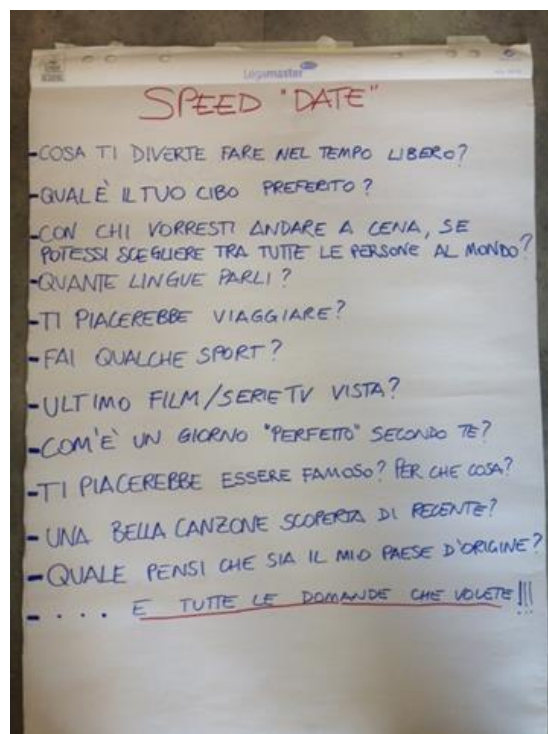 Legamaster
SPEED "DATE"
-COSA TI DIVERTE FARE NEL TEMPO LIBERO?
-QUAL È IL TUO CIBO PREFERITO?
-CON CHI VORRESTI ANDARE A CENA, SE
POTESSI SCEGLIERE TRA TUTTE LE PERSONE AL MONDO?
-QUANTE LINGUE PARLI?
-TI PIACEREBBE VIAGGIARE?
-FAI QUALCHE SPORT?
-ULTIMO FILM/SERIE TV VISTA?
-COM'È UN GIORNO "PERFETTO" SECONDO TE?
-TI PIACEREBBE ESSERE FAMOSO? PER CHE COSA?
- UNA BELLA CANZONE SCOPERTA DI RECENTE?
- QUALE PENSI CHE SIA IL MIO PAESE D'ORIGINE?
- .... E TUTTE LE DOMANDE CHE VOLETE!!!